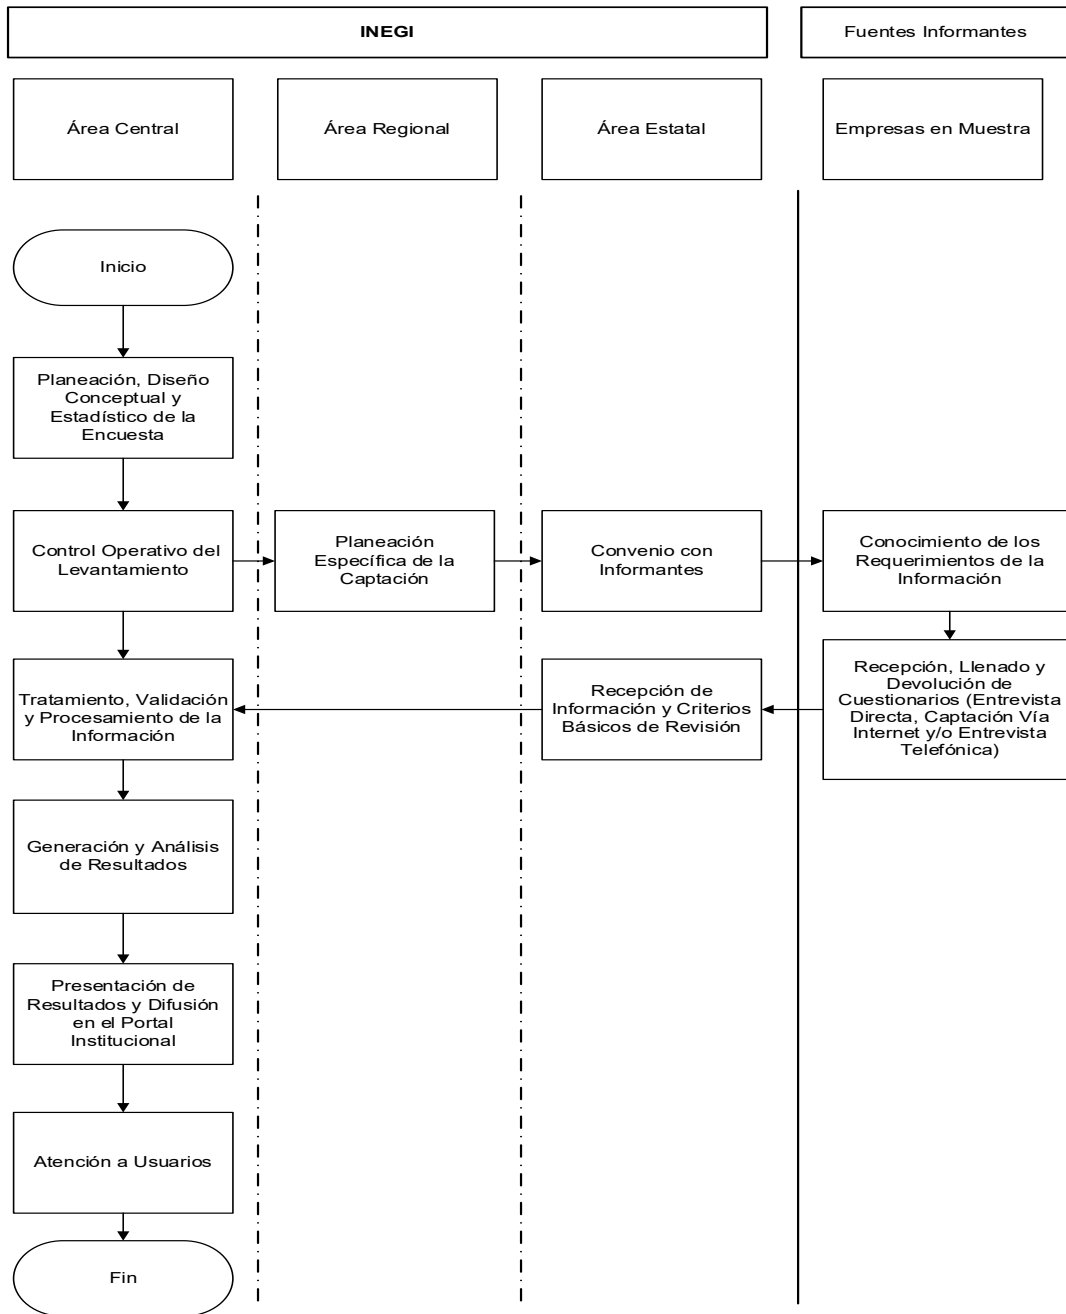 INEGI
Fuentes Informantes
Área Central
Área Regional
Área Estatal
Empresas en Muestra
Inicio
Planeación, Diseño
Conceptual y
Estadístico de la
Encuesta
Control Operativo del
Levantamiento
Planeación
Específica de la
Captación
Convenio con
Informantes
Conocimiento de los
Requerimientos de la
Información
Tratamiento, Validación
y Procesamiento de la
Información
Recepción de
Información y Criterios
Básicos de Revisión
Recepción, Llenado y
Devolución de
Cuestionarios (Entrevista
Directa, Captación Vía
Internet y/o Entrevista
Telefónica)
Generación y Análisis
de Resultados
Presentación de
Resultados y Difusión
en el Portal
Institucional
Atención a Usuarios
Fin